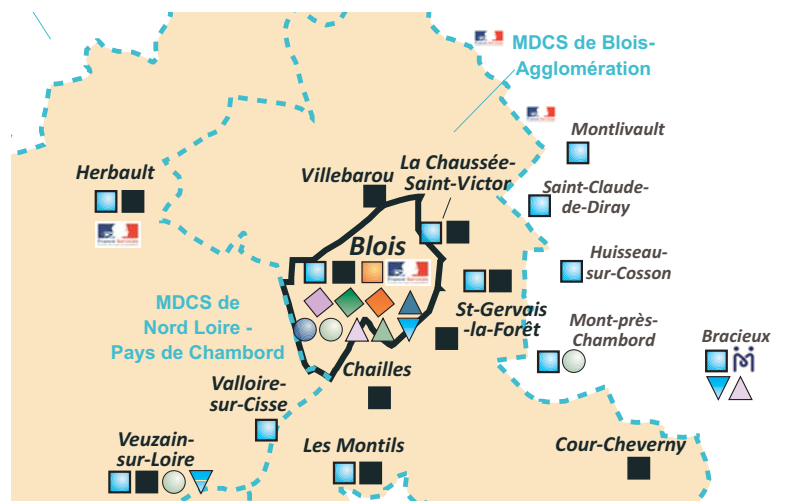 MDCS de Blois-
Agglomération
Montlivault
La Chaussée-
Saint-Victor
Herbault
Villebarou
Saint-Claude-
de-Diray
Blois
Huisseau-
sur-Cosson
MDCS de
Nord Loire -
Pays de Chambord
St-Gervais
-la-Forêt
Mont-près-
Chambord
Bracieux
Chailles
Valloire-
sur-Cisse
Veuzain-
sur-Loire
Les Montils
Cour-Cheverny